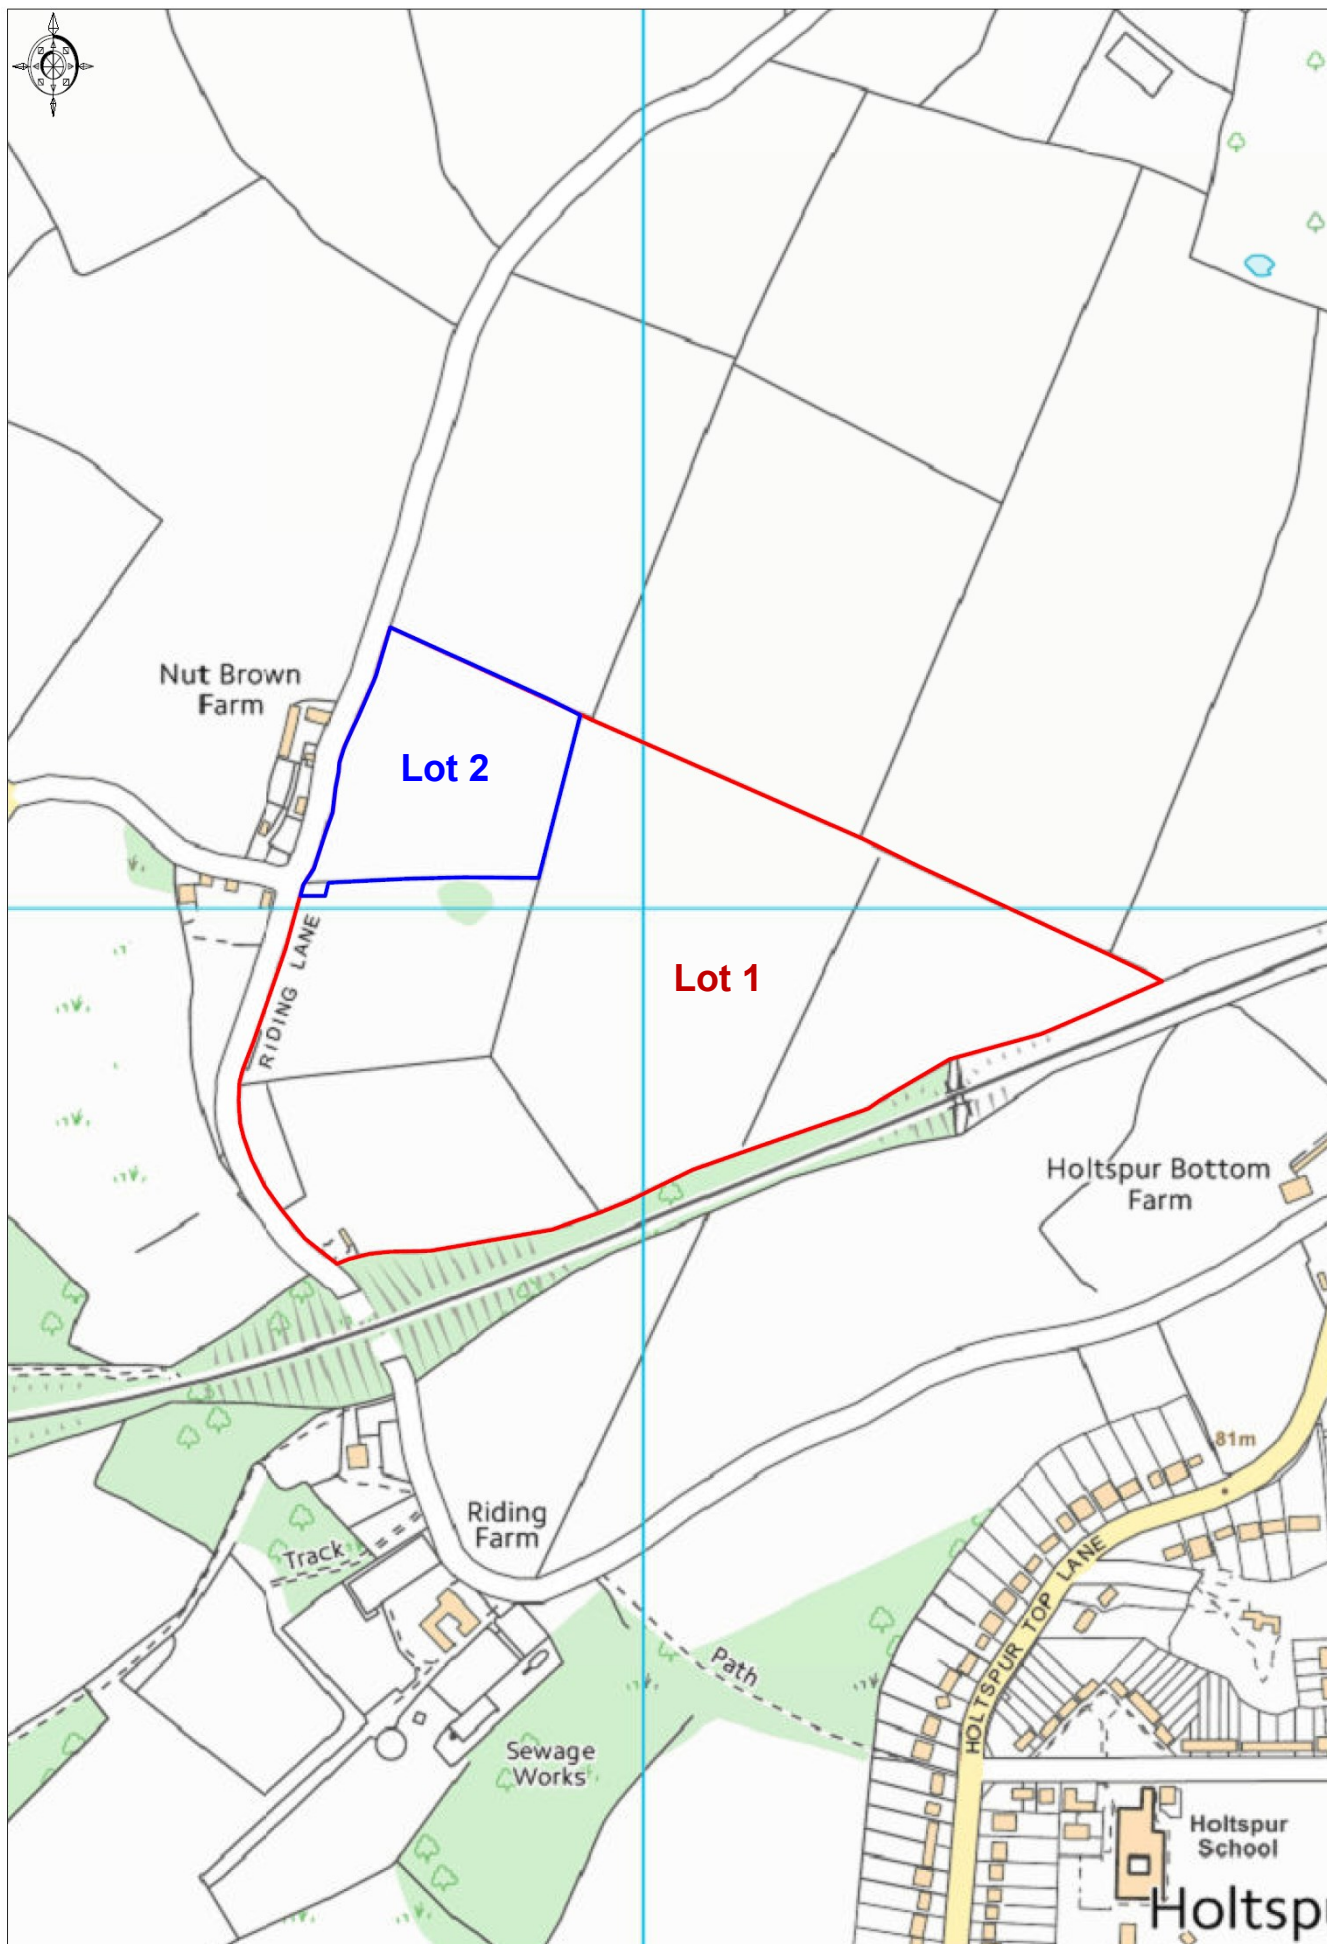 Nut Brown
Farm
Lot 2
RIDING LANE
Lot 1
Holtspur Bottom
Farm
81m
Riding
Farm
Track
HOLTSPUR TOP LANE
Path
Sewage
Works
Holtspur
School
Holtsp